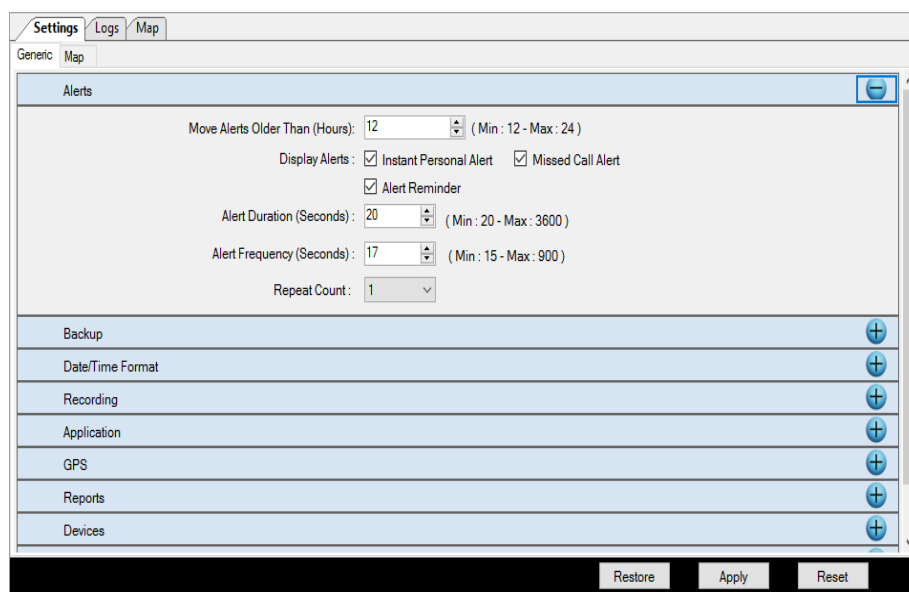 Settings Logs Map
Generic Map
Alerts
Move Alerts Older Than (Hours): 12 ( Min : 12 - Max : 24 )
Display Alerts : Instant Personal Alert Missed Call Alert
Alert Reminder
Alert Duration (Seconds) : 20 ( Min : 20 - Max : 3600 )
Alert Frequency (Seconds) : 17 ( Min : 15 - Max : 900 )
Repeat Count : 1
Backup
Date/Time Format
Recording
Application
GPS
Reports
Devices
Restore Apply Reset